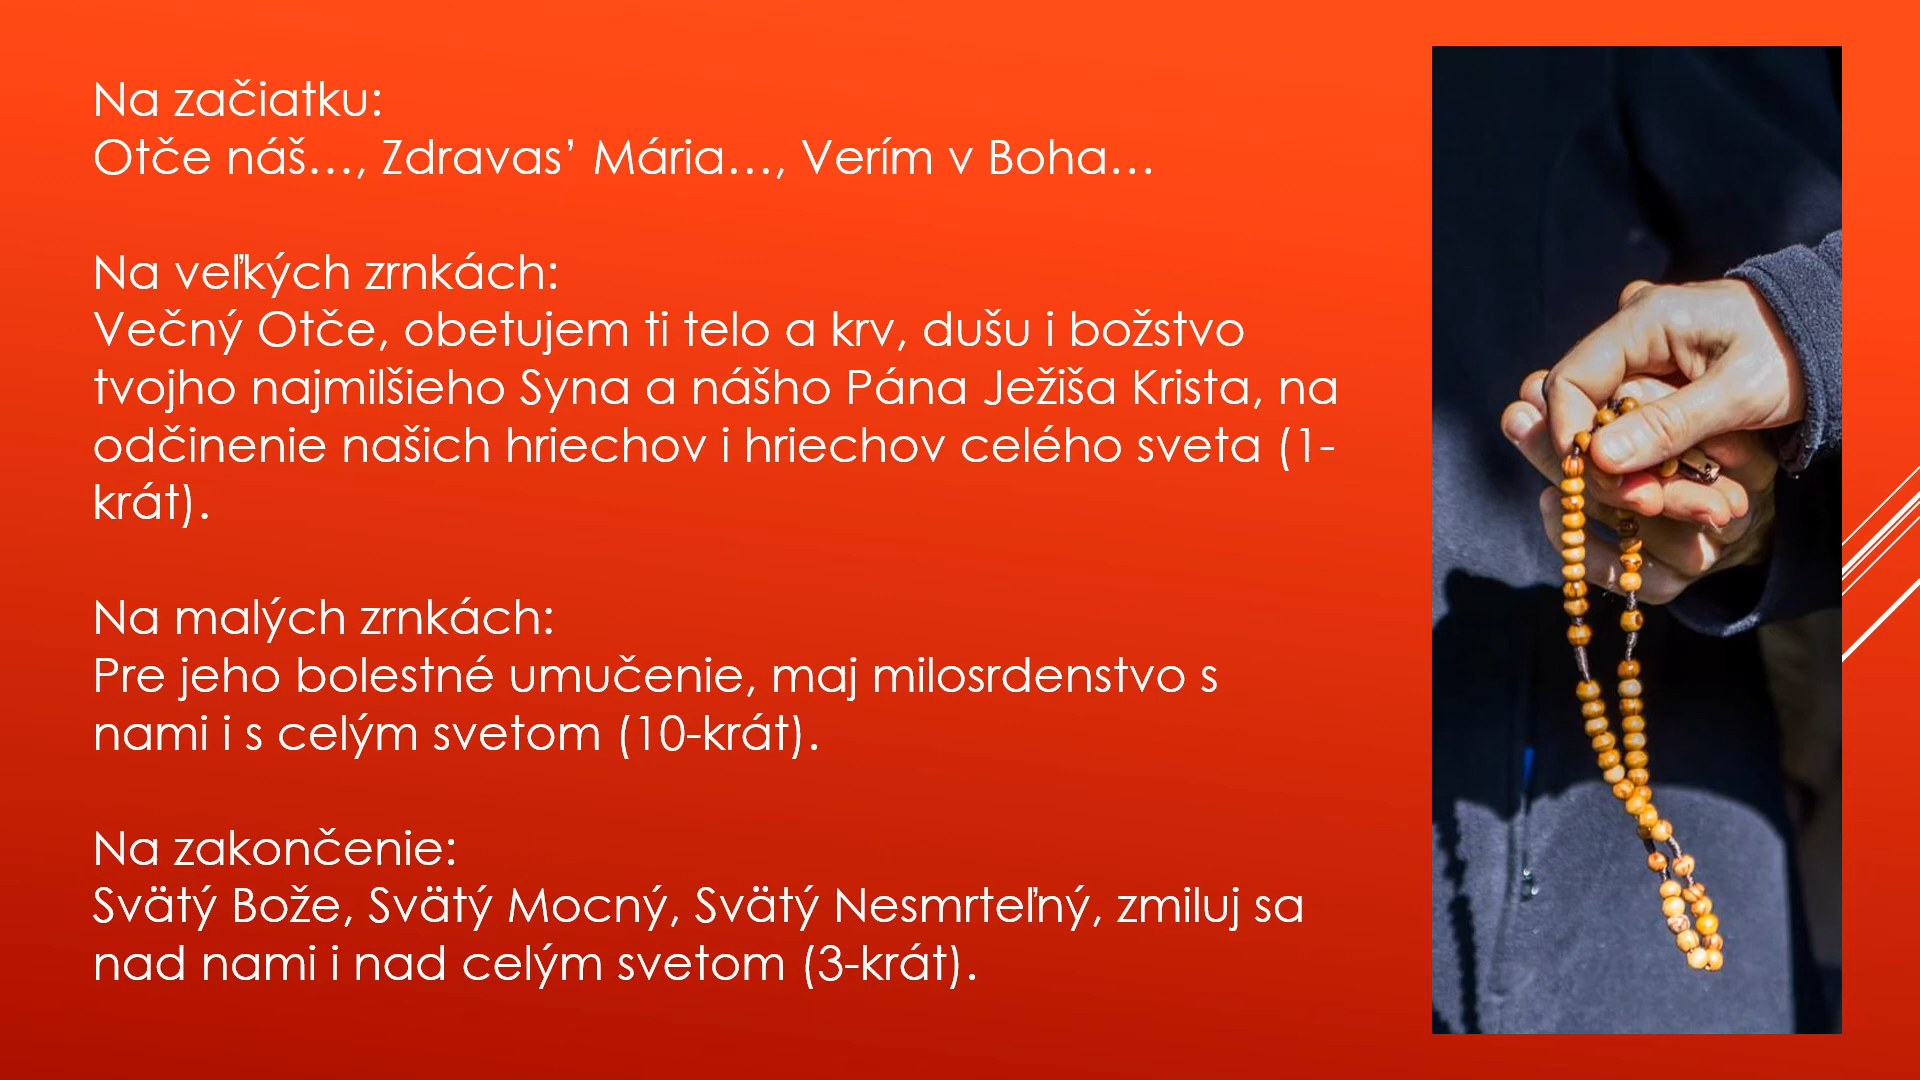 Na začiatku:
Otče náš…, Zdravas’ Mária…, Verím v Boha…
Na veľkých zrnkách:
Večný Otče, obetujem ti telo a krv, dušu i božstvo
tvojho najmilšieho Syna a nášho Pána Ježiša Krista, na
odčinenie našich hriechov i hriechov celého sveta (1-
krát).
Na malých zrnkách:
Pre jeho bolestné umučenie, maj milosrdenstvo s
nami i s celým svetom (10-krát).
Na zakončenie:
Svätý Bože, Svätý Mocný, Svätý Nesmrteľný, zmiluj sa
nad nami i nad celým svetom (3-krát).